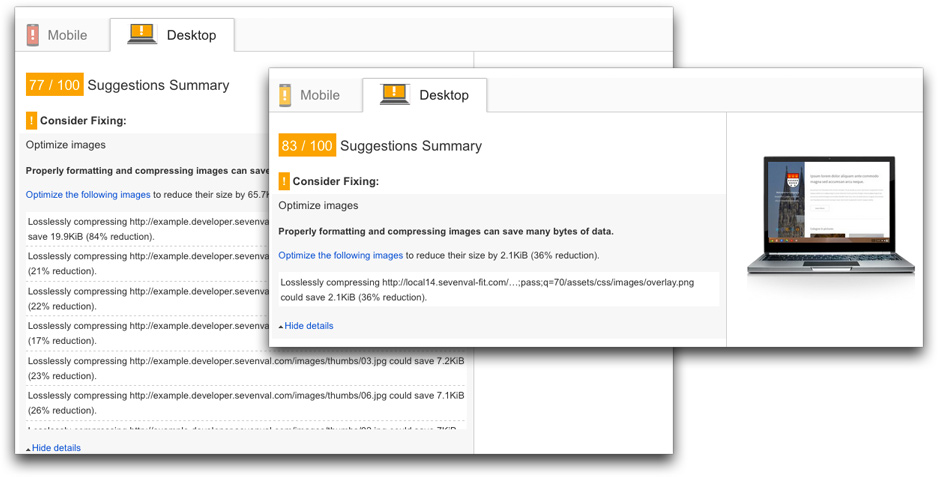 Mobile
Desktop
77 / 100 Suggestions Summary
! Consider Fixing:
Optimize images
Properly formatting and compressing images can save
Optimize the following images to reduce their size by 65.7
Losslessly compressing http://example.developer.sevenval
save 19.9KiB (84% reduction).
Losslessly compressing http://example.developer.sevenval
(21% reduction).
Losslessly compressing http://example.developer.sevenval
(22% reduction).
Losslessly compressing http://example.developer.sevenval
(17% reduction).
Losslessly compressing http://example.developer.sevenval.com/images/thumbs/03.jpg could save 7.2KiB
(23% reduction).
Losslessly compressing http://example.developer.sevenval.com/images/thumbs/06.jpg could save 7.1KiB
(26% reduction).
Hide details
Mobile
Desktop
83 / 100 Suggestions Summary
! Consider Fixing:
Optimize images
Properly formatting and compressing images can save many bytes of data.
Optimize the following images to reduce their size by 2.1KiB (36% reduction).
Losslessly compressing http://local14.sevenval-fit.com/…;pass;q=70/assets/css/images/overlay.png
could save 2.1KiB (36% reduction).
Hide details